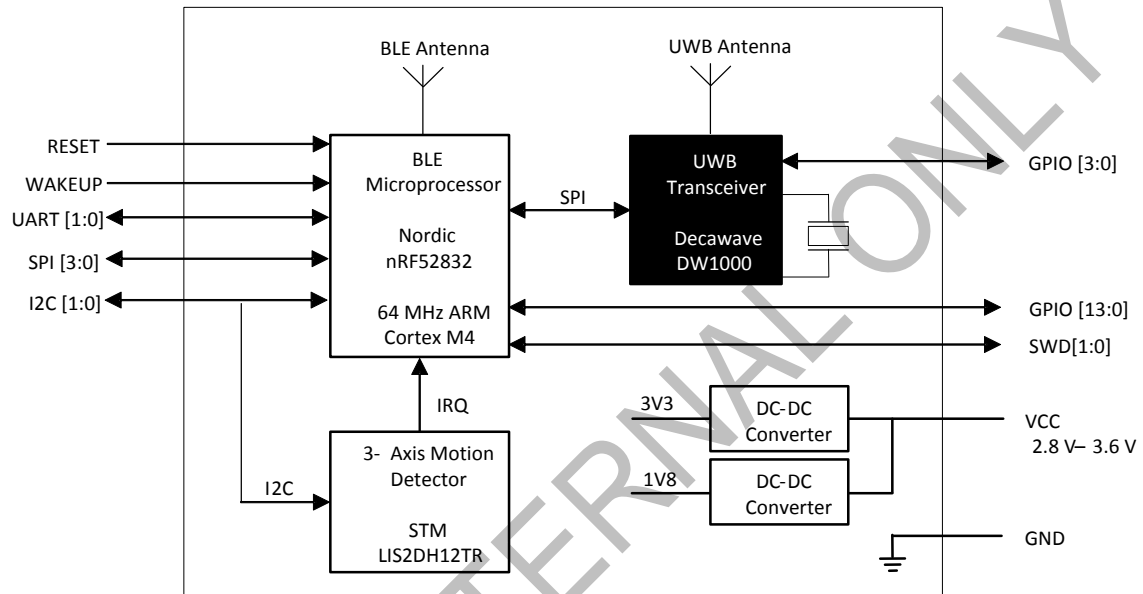 BLE Antenna
UWB Antenna
RESET
WAKEUP
UART [1:0]
SPI [3:0]
I2C [1:0]
BLE
Microprocessor
Nordic
nRF52832
64 MHz ARM
Cortex M4
SPI
UWB
Transceiver
Decawave
DW1000
GPIO [3:0]
GPIO [13:0]
SWD[1:0]
IRQ
I2C
3- Axis Motion
Detector
STM
LIS2DH12TR
3V3
DC-DC
Converter
1V8
DC-DC
Converter
VCC
2.8 V– 3.6 V
GND
TERNAL ONLY